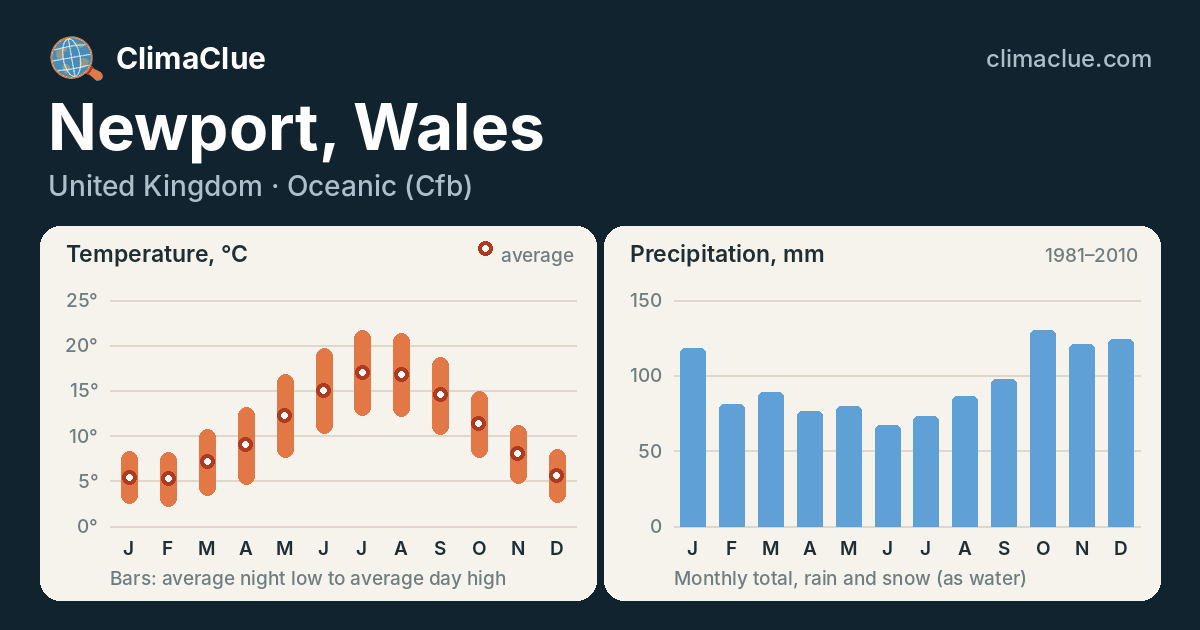 ClimaClue
climaclue.com
Newport, Wales
United Kingdom · Oceanic (Cfb)
Temperature, °C
average
25°
20°
15°
10°
5°
0°
J F M A M J J A S O N D
Bars: average night low to average day high
Precipitation, mm
1981–2010
150
100
50
0
J F M A M J J A S O N D
Monthly total, rain and snow (as water)